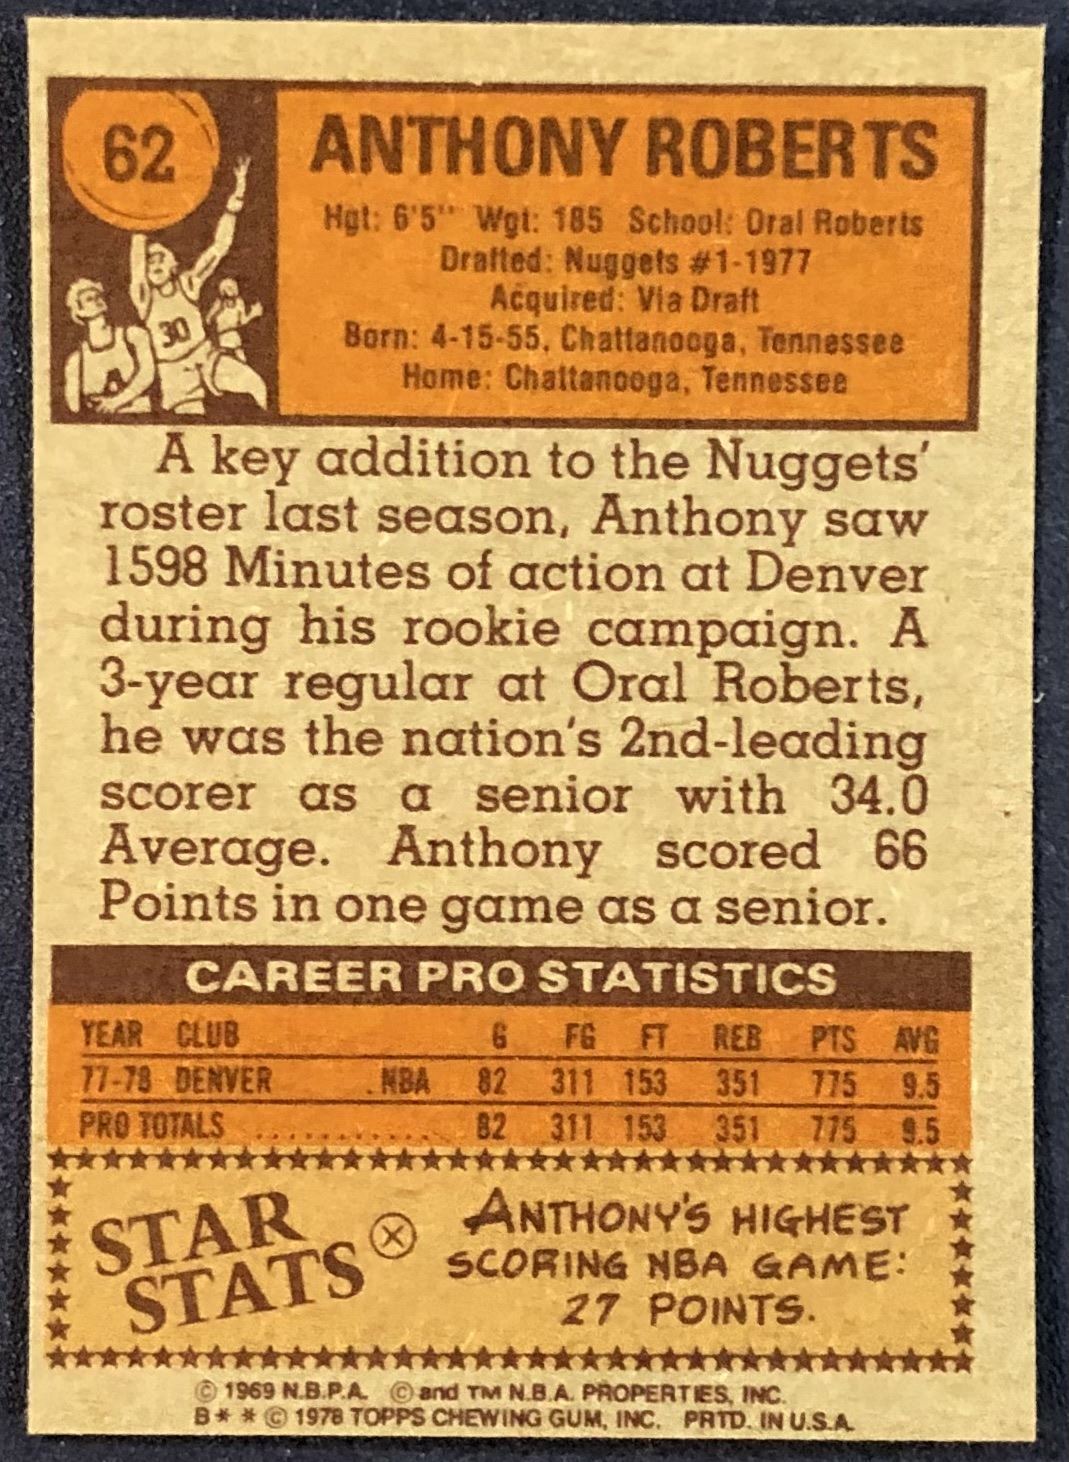 62
ANTHONY ROBERTS
Hgt: 6'5" Wgt: 185 School: Oral Roberts
Drafted: Nuggets #1-1977
Acquired: Via Draft
Born: 4-15-55, Chattanooga, Tennessee
Home: Chattanooga, Tennessee
30
A key addition to the Nuggets'
roster last season, Anthony saw
1598 Minutes of action at Denver
during his rookie campaign. A
3-year regular at Oral Roberts,
he was the nation's 2nd-leading
scorer as a senior with 34.0
Average. Anthony scored 66
Points in one game as a senior.
CAREER PRO STATISTICS
YEAR CLUB G FG FT REB PTS AVG
77-78 DENVER . NBA 82 311 153 351 775 9.5
PRO TOTALS ............ 82 311 153 351 775 9.5
STAR
STATS
ANTHONY'S HIGHEST
SCORING NBA GAME:
27 POINTS.
© 1969 N.B.P.A. © and TM N.B.A. PROPERTIES, INC.
B* * © 1978 TOPPS CHEWING GUM, INC. PRTD. IN U.S.A.